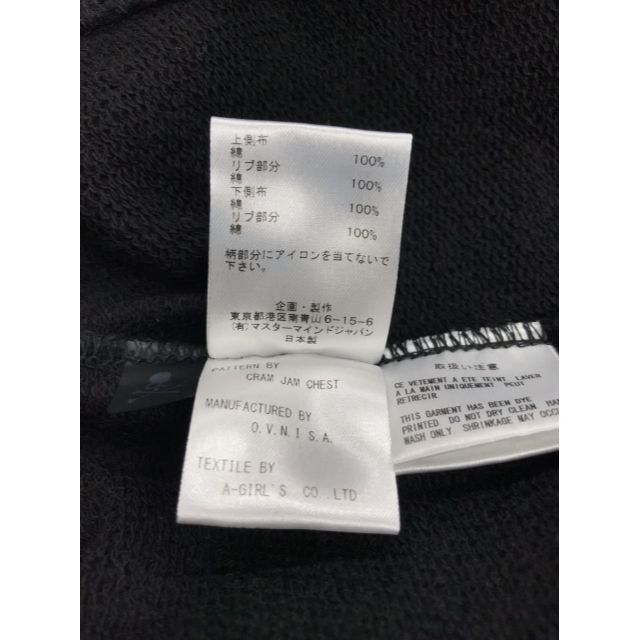 上側布
綿 100%
リブ部分
綿 100%
下側布
綿 100%
リブ部分
綿 100%
柄部分にアイロンを当てないで
下さい。
企画・製作
東京都港区南青山6-15-6
(有)マスターマインドジャパン
日本製
PATTERN BY
CRAM JAM CHEST
MANUFACTURED BY
O.V.N.I S.A.
TEXTILE BY
A-GIRL'S CO.,LTD
取扱い注意
CE VETEMENT A ETE TEINT LAVER
A LA MAIN UNIQUEMENT PEUT
RETRECIR
THIS GARMENT HAS BEEN DYE
PRINTED DO NOT DRY CLEAN HA
WASH ONLY SHRINKAGE MAY OCCU